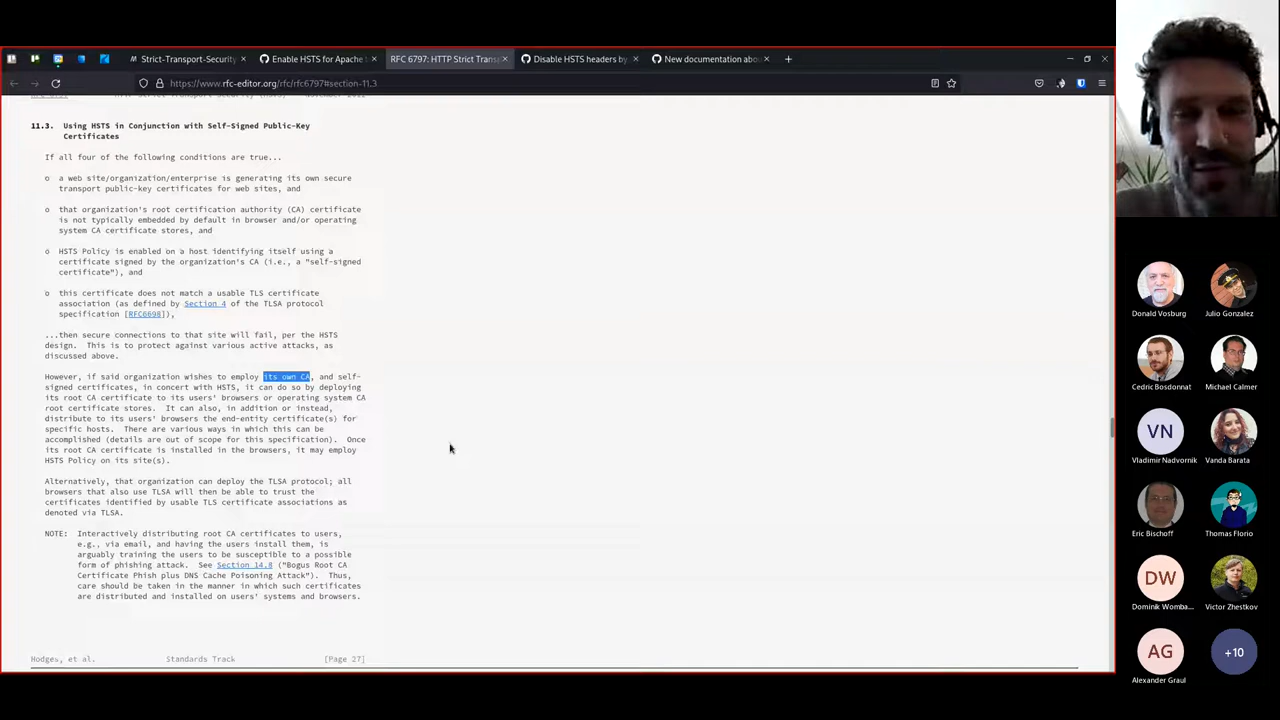 Strict-Transport-Security
Enable HSTS for Apache
RFC 6797: HTTP Strict Trans
Disable HSTS headers by
New documentation abo
https://www.rfc-editor.org/rfc/rfc6797#section-11.3
11.3. Using HSTS in Conjunction with Self-Signed Public-Key
Certificates
If all four of the following conditions are true...
o a web site/organization/enterprise is generating its own secure
transport public-key certificates for web sites, and
o that organization's root certification authority (CA) certificate
is not typically embedded by default in browser and/or operating
system CA certificate stores, and
o HSTS Policy is enabled on a host identifying itself using a
certificate signed by the organization's CA (i.e., a "self-signed
certificate"), and
o this certificate does not match a usable TLS certificate
association (as defined by Section 4 of the TLSA protocol
specification [RFC6698]),
...then secure connections to that site will fail, per the HSTS
design. This is to protect against various active attacks, as
discussed above.
However, if said organization wishes to employ its own CA, and self-
signed certificates, in concert with HSTS, it can do so by deploying
its root CA certificate to its users' browsers or operating system CA
root certificate stores. It can also, in addition or instead,
distribute to its users' browsers the end-entity certificate(s) for
specific hosts. There are various ways in which this can be
accomplished (details are out of scope for this specification). Once
its root CA certificate is installed in the browsers, it may employ
HSTS Policy on its site(s).
Alternatively, that organization can deploy the TLSA protocol; all
browsers that also use TLSA will then be able to trust the
certificates identified by usable TLS certificate associations as
denoted via TLSA.
NOTE: Interactively distributing root CA certificates to users,
e.g., via email, and having the users install them, is
arguably training the users to be susceptible to a possible
form of phishing attack. See Section 14.8 ("Bogus Root CA
Certificate Phish plus DNS Cache Poisoning Attack"). Thus,
care should be taken in the manner in which such certificates
are distributed and installed on users' systems and browsers.
Hodges, et al. Standards Track [Page 27]
Donald Vosburg
Julio Gonzalez
Cedric Bosdonnat
Michael Calmer
VN
Vladimir Nadvornik
Vanda Barata
Eric Bischoff
Thomas Florio
DW
Dominik Womba...
Victor Zhestkov
AG
Alexander Graul
+10